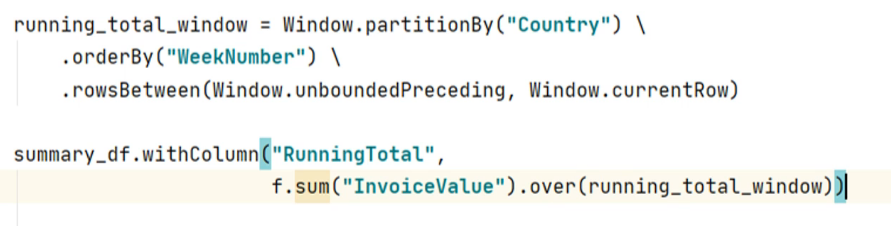 running_total_window = Window.partitionBy("Country") \
    .orderBy("WeekNumber") \
    .rowsBetween(Window.unboundedPreceding, Window.currentRow)

summary_df.withColumn("RunningTotal",
                      f.sum("InvoiceValue").over(running_total_window))